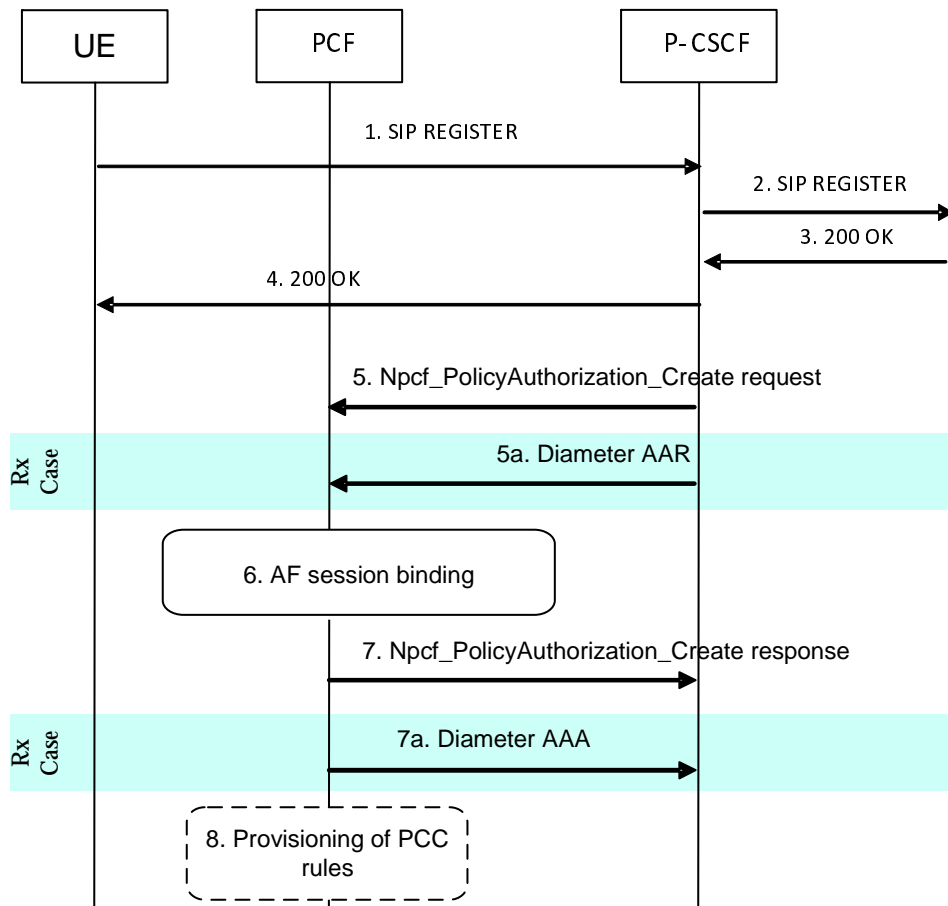 UE
PCF
P-CSCF
1. SIP REGISTER
2. SIP REGISTER
3. 200 OK
4. 200 OK
5. Npcf_PolicyAuthorization_Create request
Rx
Case
5a. Diameter AAR
6. AF session binding
7. Npcf_PolicyAuthorization_Create response
Rx
Case
7a. Diameter AAA
8. Provisioning of PCC
rules